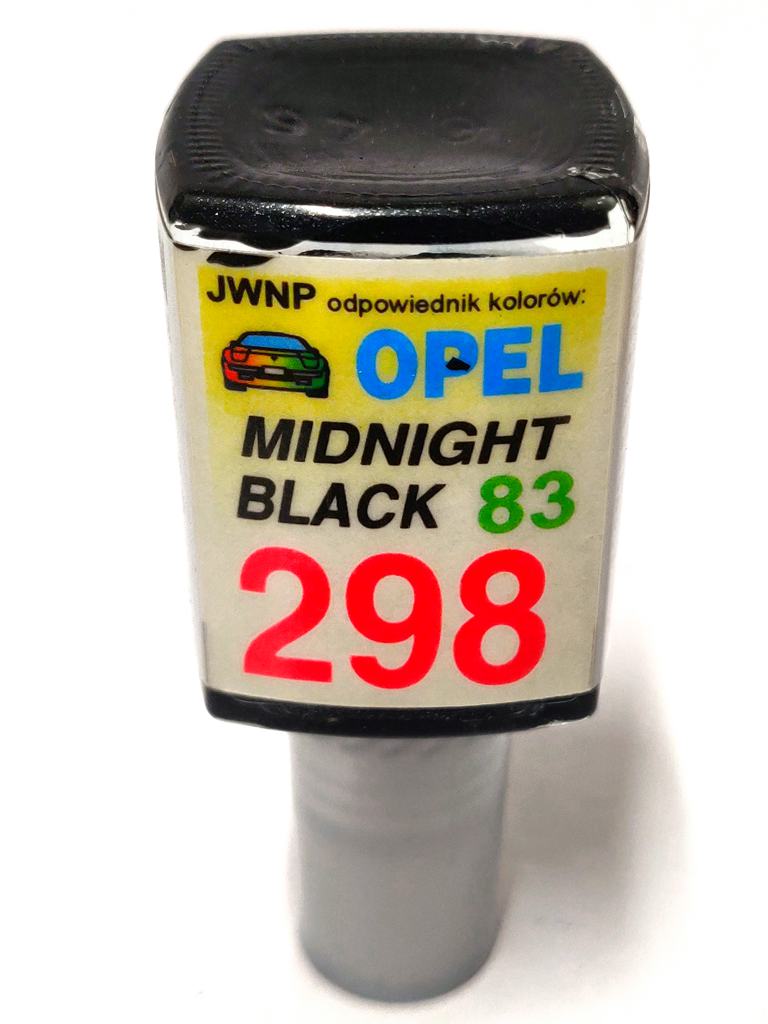 JWNP odpowiednik kolorów:
OPEL
MIDNIGHT
BLACK 83
298